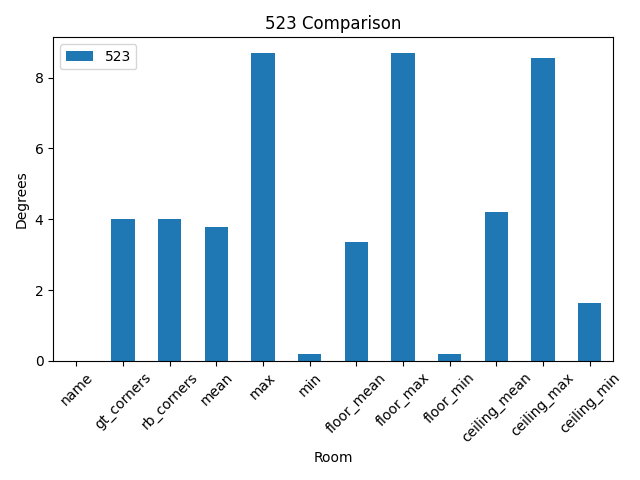 523 Comparison
523
8
6
4
2
0
Degrees
name
gt_corners
rb_corners
mean
max
min
floor_mean
floor_max
floor_min
ceiling_mean
ceiling_max
ceiling_min
Room